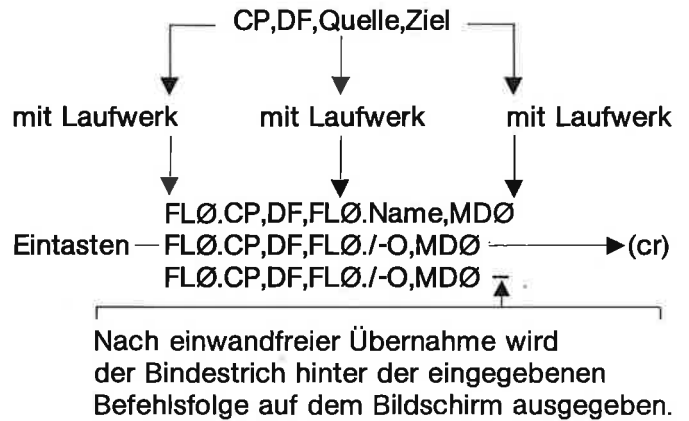 CP,DF,Quelle,Ziel
mit Laufwerk mit Laufwerk mit Laufwerk
FLØ.CP,DF,FLØ.Name,MDØ
Eintasten FLØ.CP,DF,FLØ./-O,MDØ (cr)
FLØ.CP,DF,FLØ./-O,MDØ –
Nach einwandfreier Übernahme wird
der Bindestrich hinter der eingegebenen
Befehlsfolge auf dem Bildschirm ausgegeben.